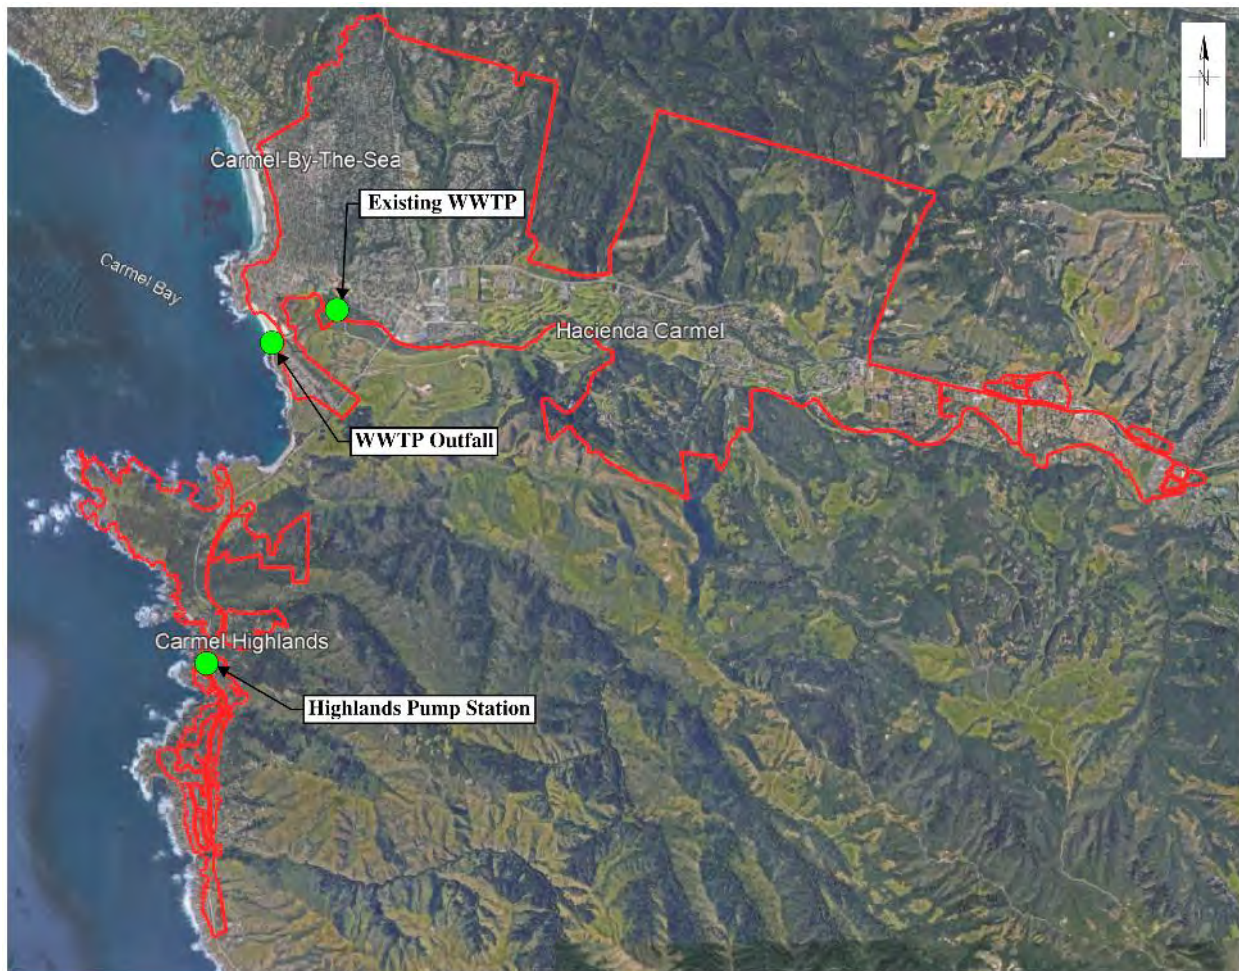 N
Carmel-By-The-Sea
Existing WWTP
Carmel Bay
Hacienda Carmel
WWTP Outfall
Carmel Highlands
Highlands Pump Station